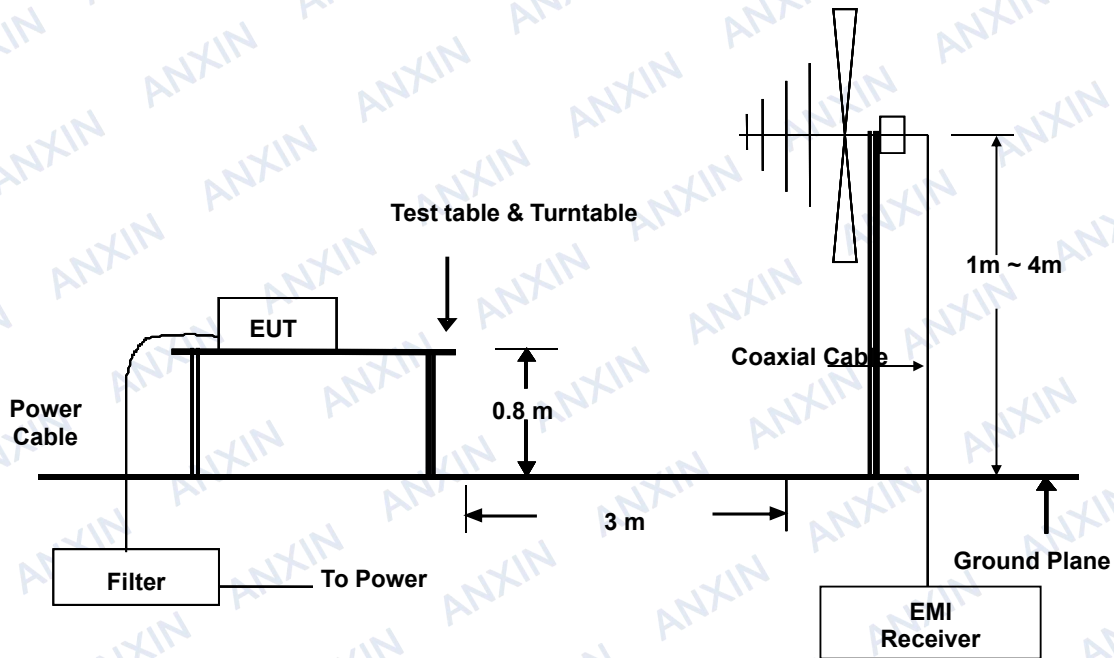 ANXIN
Test table & Turntable
1m ~ 4m
EUT
Coaxial Cable
0.8 m
Power
Cable
3 m
Ground Plane
Filter
To Power
EMI
Receiver